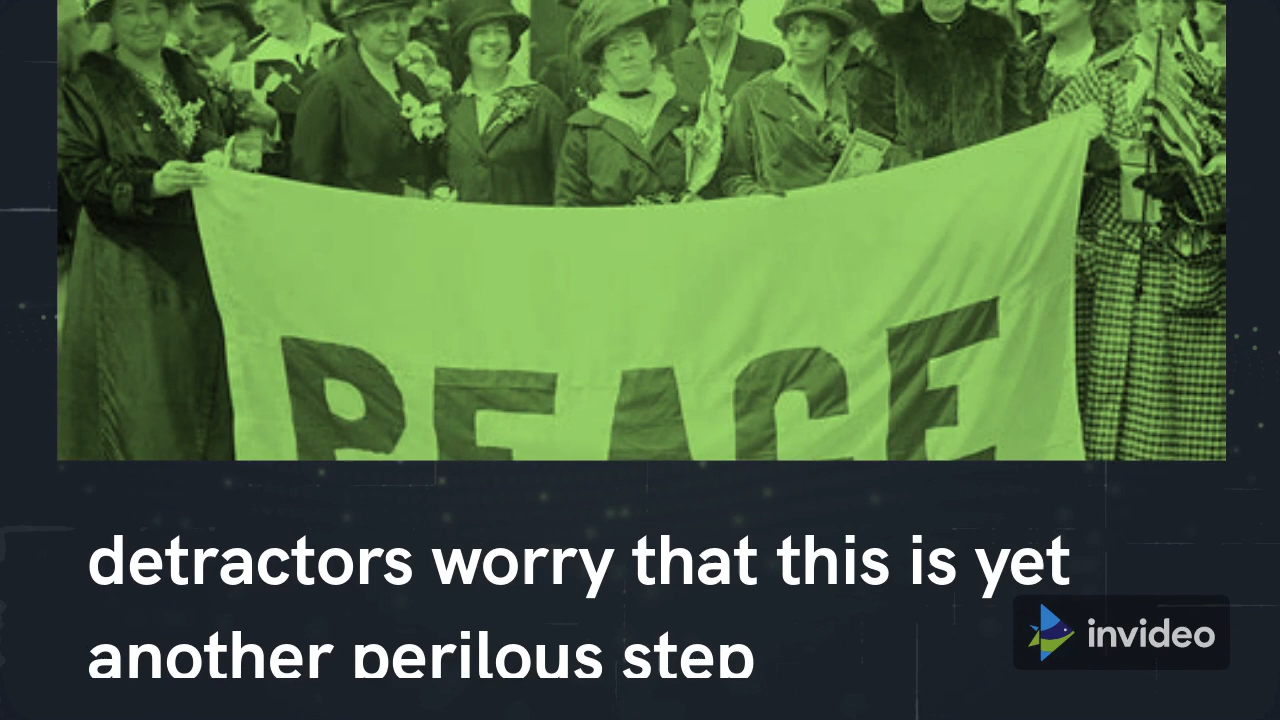 PEACE
detractors worry that this is yet
another perilous step
invideo